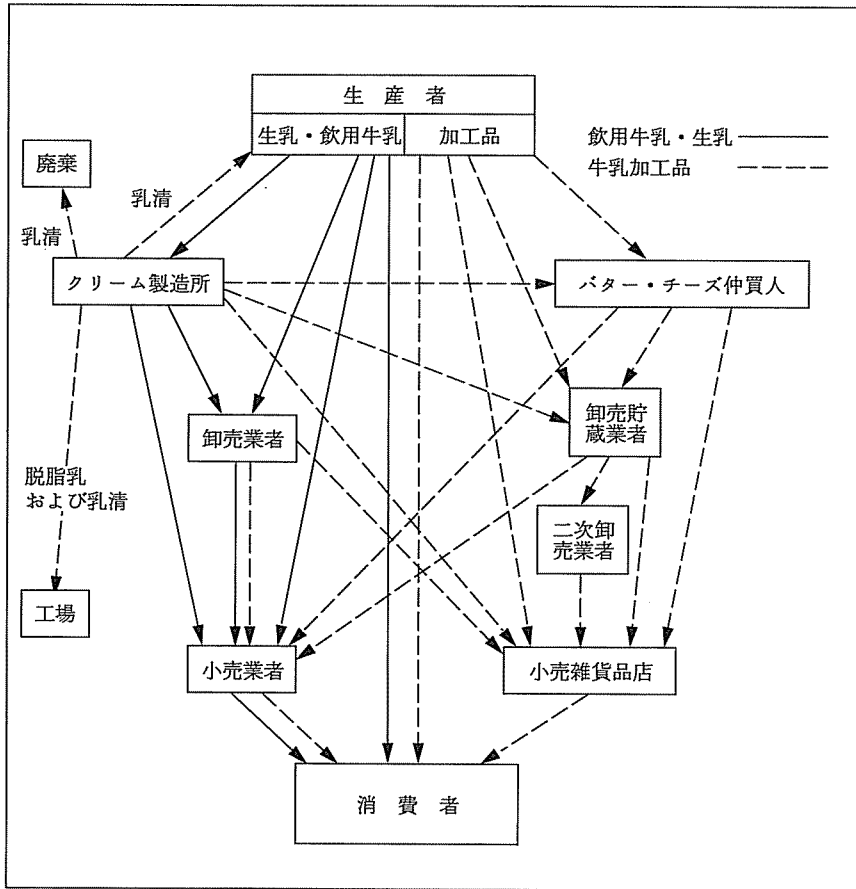 生産者
生乳・飲用牛乳
加工品
飲用牛乳・生乳
牛乳加工品
廃棄
乳清
乳清
クリーム製造所
バター・チーズ仲買人
卸売業者
卸売貯
蔵業者
脱脂乳
および乳清
二次卸
売業者
工場
小売業者
小売雑貨品店
消費者